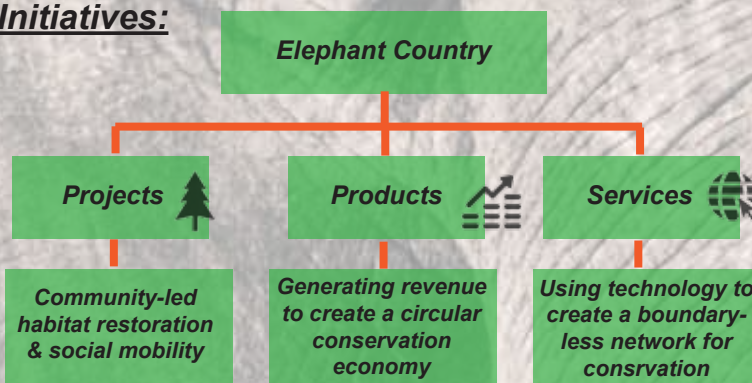 Initiatives:
Elephant Country
Projects
Products
Services
Community-led
habitat restoration
& social mobility
Generating revenue
to create a circular
conservation
economy
Using technology to
create a boundary-
less network for
consrvation